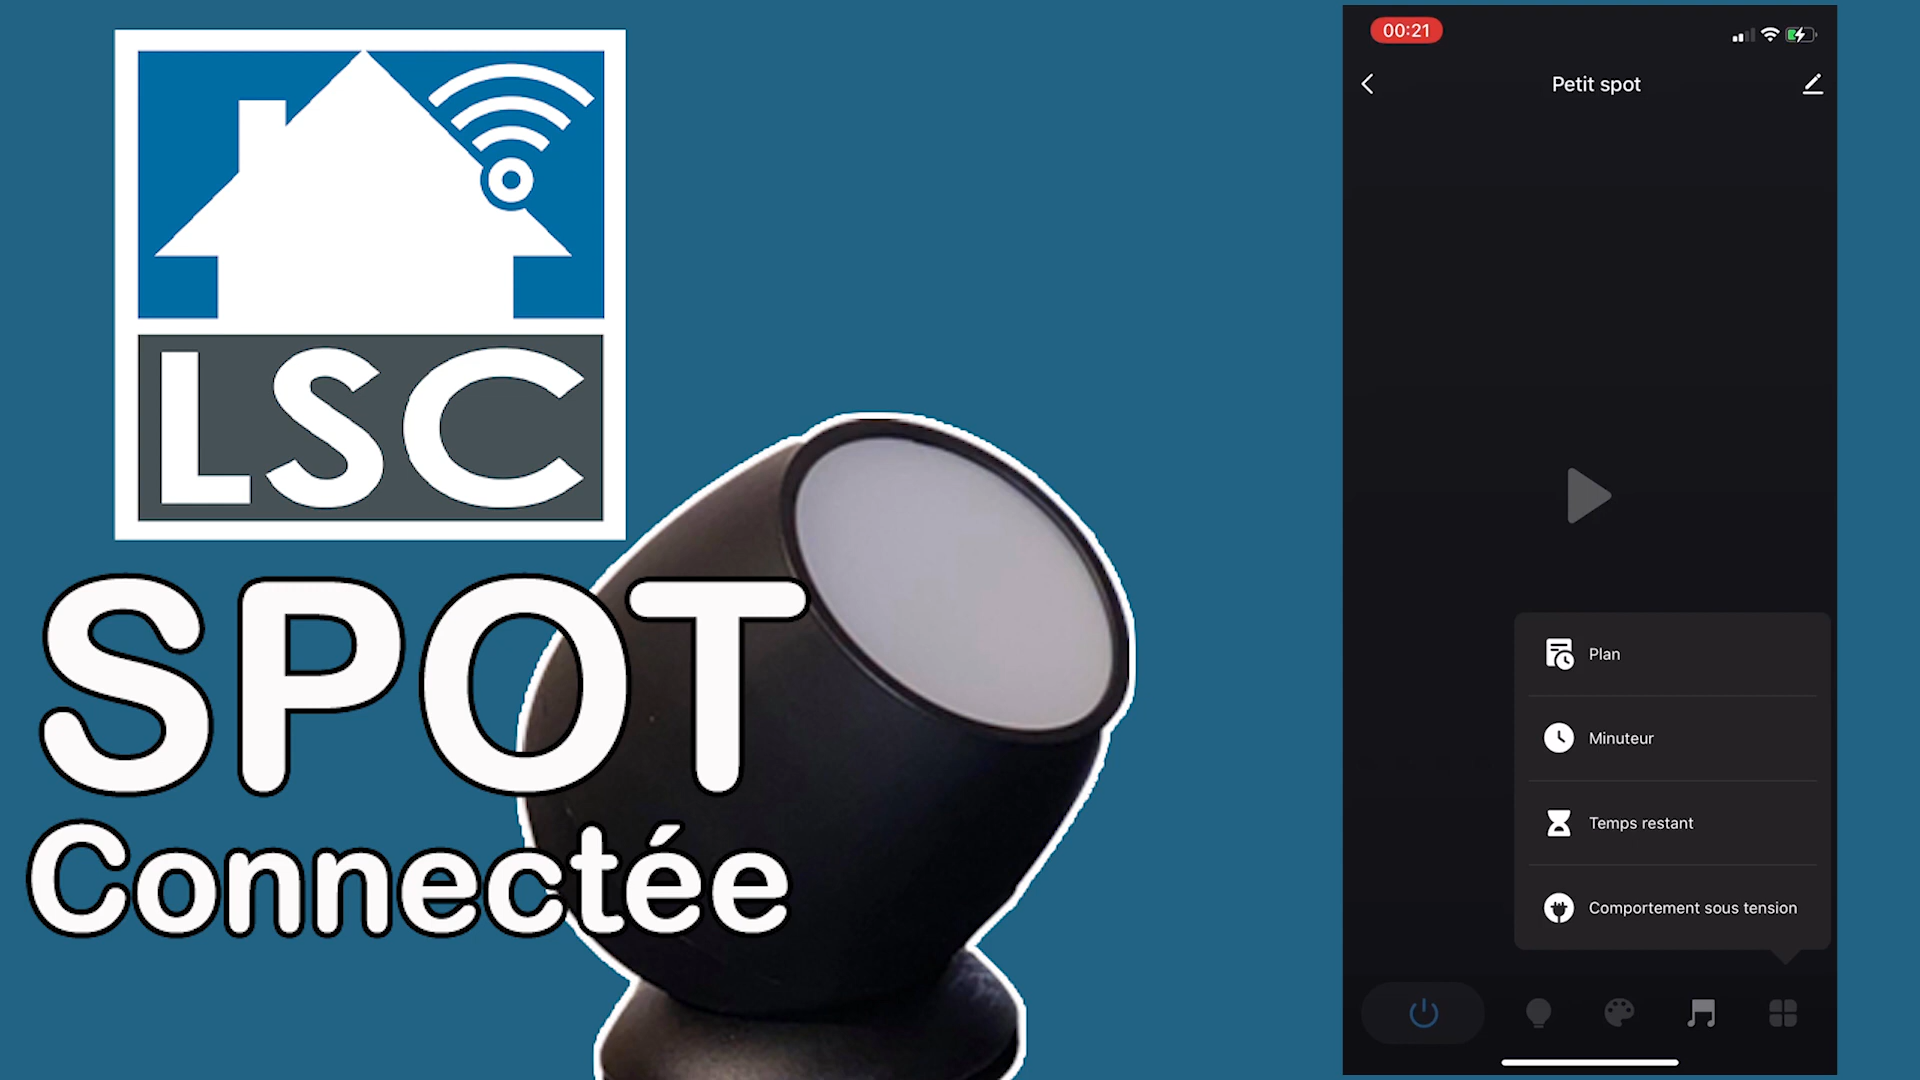 LSC
SPOT
Connectée
00:21
Petit spot
Plan
Minuteur
Temps restant
Comportement sous tension